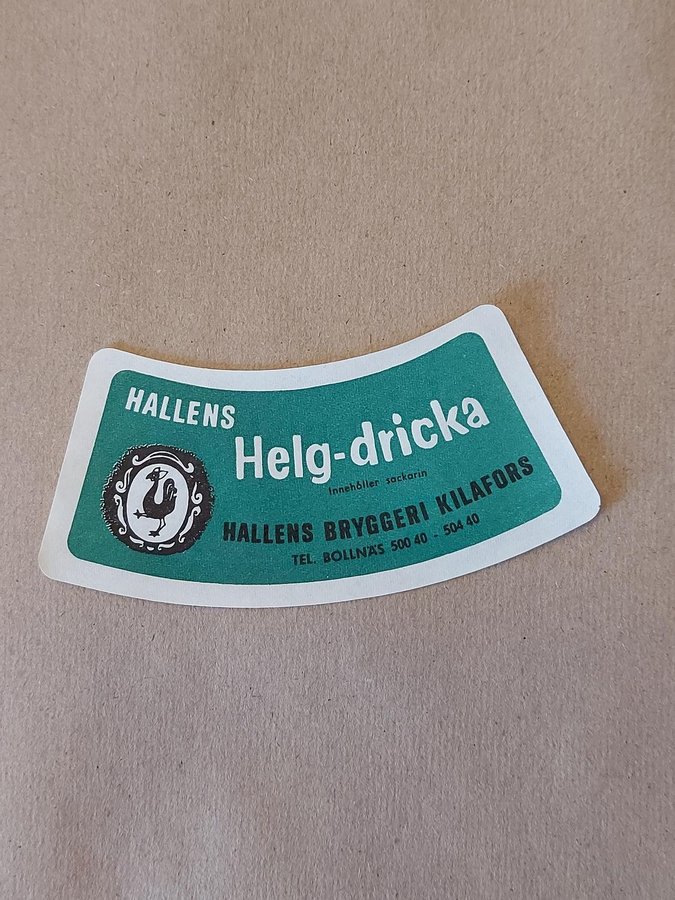 HALLENS
Helg-dricka
Innehåller sackarin
HALLENS BRYGGERI KILAFORS
TEL. BOLLNÄS 500 40 - 504 40